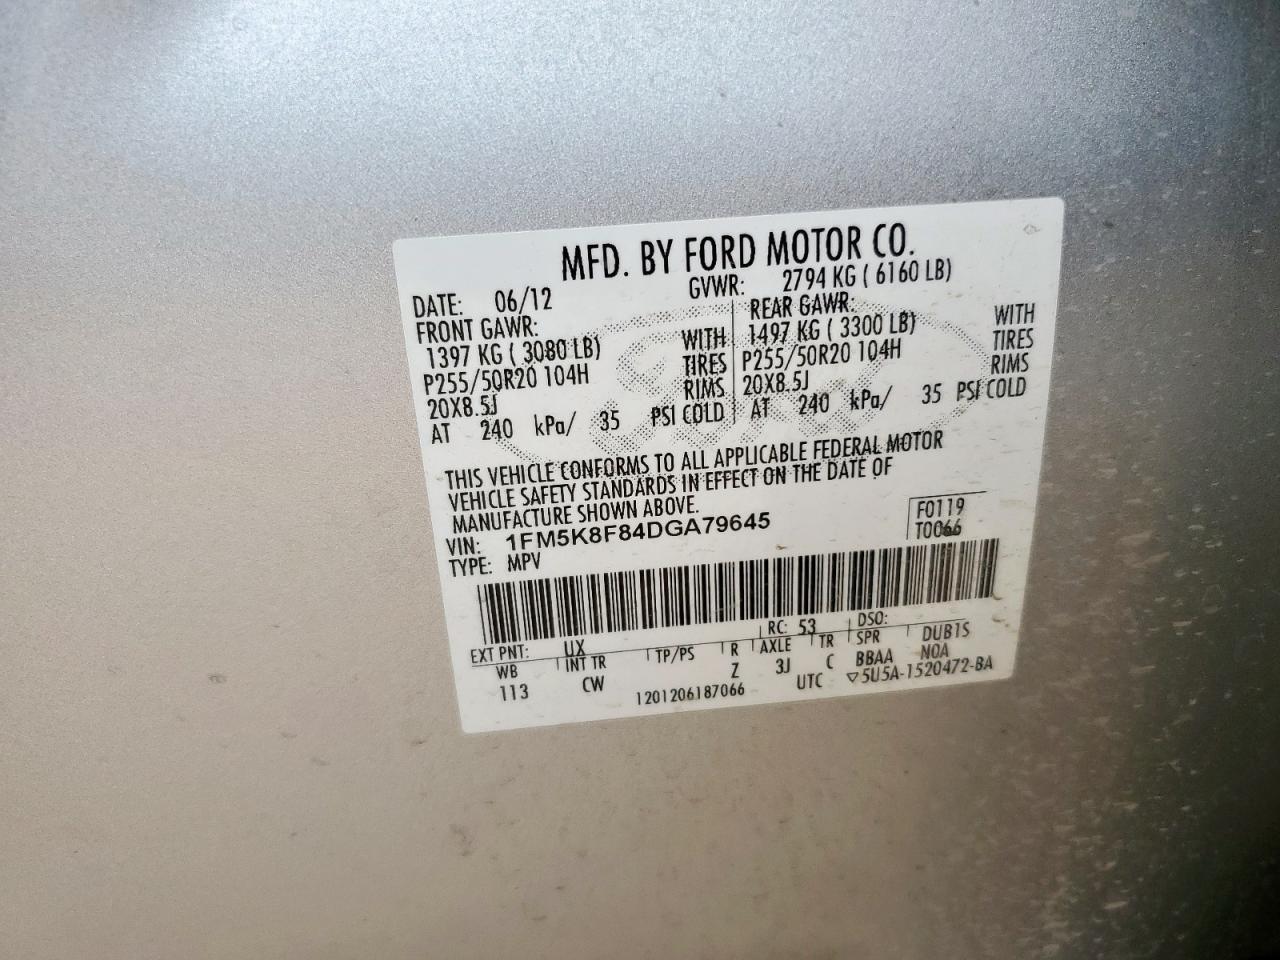 MFD. BY FORD MOTOR CO.
DATE: 06/12 GVWR: 2794 KG ( 6160 LB)
FRONT GAWR: REAR GAWR:
1397 KG ( 3080 LB) WITH 1497 KG ( 3300 LB) WITH
P255/50R20 104H TIRES P255/50R20 104H TIRES
20X8.5J RIMS 20X8.5J RIMS
AT 240 kPa/ 35 PSI COLD AT 240 kPa/ 35 PSI COLD
THIS VEHICLE CONFORMS TO ALL APPLICABLE FEDERAL MOTOR
VEHICLE SAFETY STANDARDS IN EFFECT ON THE DATE OF
MANUFACTURE SHOWN ABOVE.
VIN: 1FM5K8F84DGA79645 F0119
TYPE: MPV T0066
EXT PNT: UX RC: 53 DSO:
WB INT TR TP/PS R AXLE TR SPR DUB1S
113 CW Z 3J C BBAA NOA
1201206187066 UTC ▽5U5A-1520472-BA